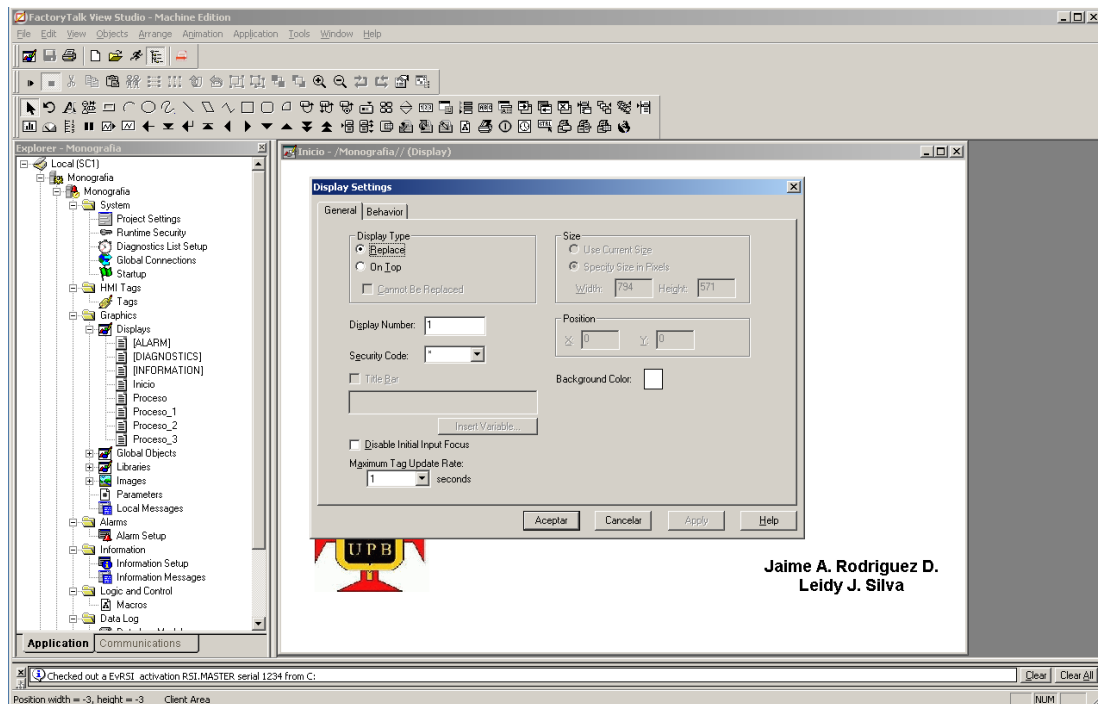 FactoryTalk View Studio - Machine Edition
File Edit View Objects Arrange Animation Application Tools Window Help
Explorer - Monografia
Local (SC1)
Monografia
Monografia
System
Project Settings
Runtime Security
Diagnostics List Setup
Global Connections
Startup
HMI Tags
Tags
Graphics
Displays
[ALARM]
[DIAGNOSTICS]
[INFORMATION]
Inicio
Proceso
Proceso_1
Proceso_2
Proceso_3
Global Objects
Libraries
Images
Parameters
Local Messages
Alarms
Alarm Setup
Information
Information Setup
Information Messages
Logic and Control
Macros
Data Log
Application Communications
Inicio - /Monografia// (Display)
Display Settings
General Behavior
Display Type
Replace
On Top
Cannot Be Replaced
Size
Use Current Size
Specify Size in Pixels
Width: 794 Height: 571
Display Number: 1
Position
X: 0 Y: 0
Security Code: *
Title Bar
Background Color:
Insert Variable...
Disable Initial Input Focus
Maximum Tag Update Rate:
1 seconds
Aceptar Cancelar Apply Help
UPB
Jaime A. Rodriguez D.
Leidy J. Silva
Checked out a EvRSI activation RSI.MASTER serial 1234 from C:
Clear Clear All
Position width = -3, height = -3 Client Area
NUM